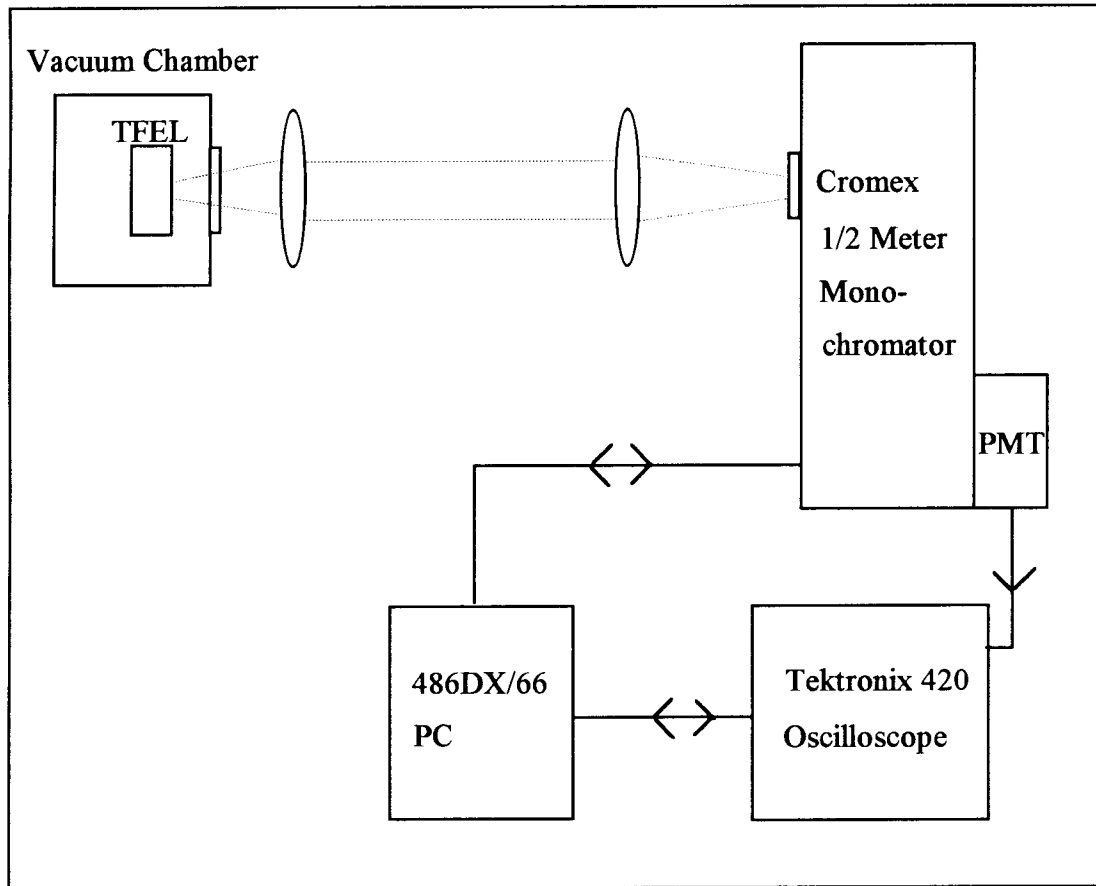 Vacuum Chamber
TFEL
Cromex
1/2 Meter
Mono-
chromator
PMT
486DX/66
PC
Tektronix 420
Oscilloscope